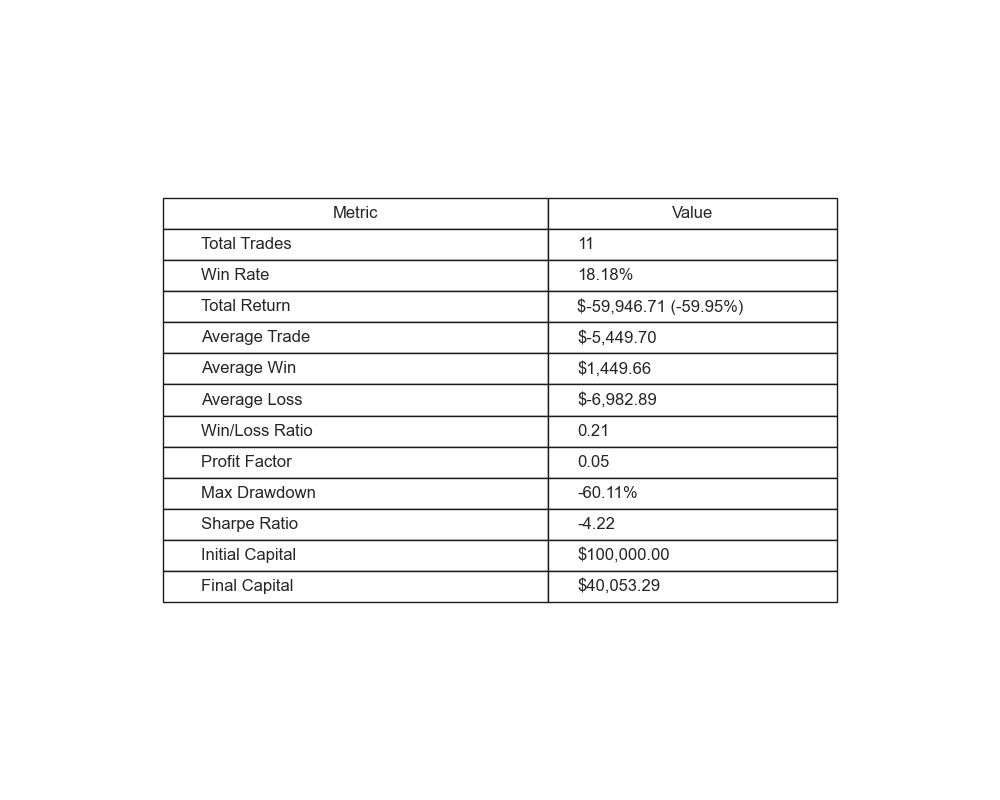 Metric Value
Total Trades 11
Win Rate 18.18%
Total Return $-59,946.71 (-59.95%)
Average Trade $-5,449.70
Average Win $1,449.66
Average Loss $-6,982.89
Win/Loss Ratio 0.21
Profit Factor 0.05
Max Drawdown -60.11%
Sharpe Ratio -4.22
Initial Capital $100,000.00
Final Capital $40,053.29